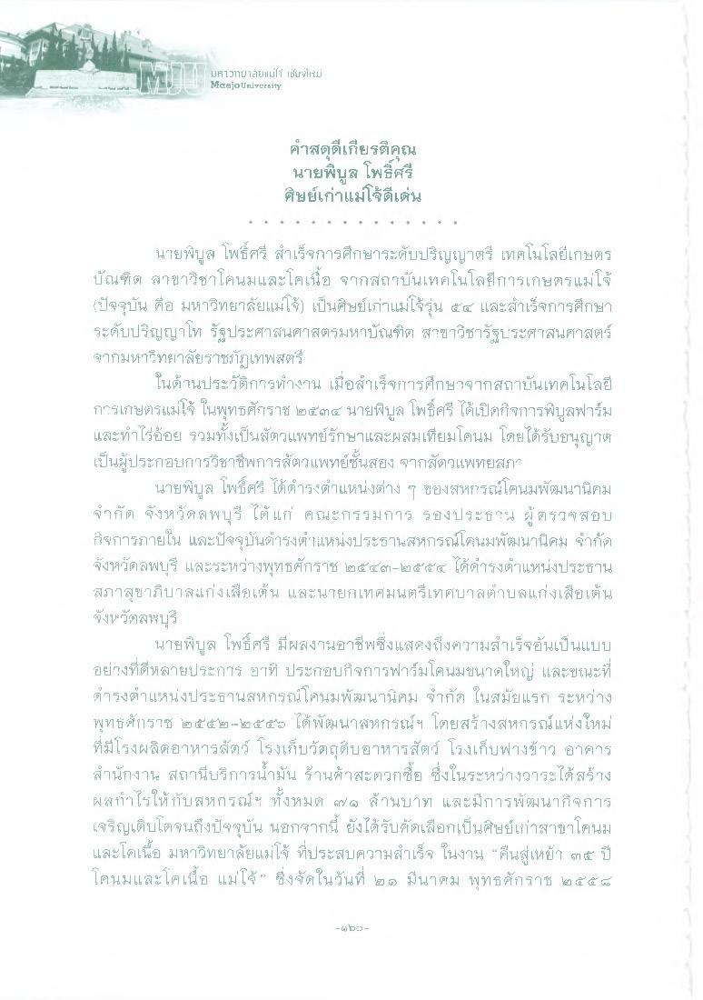 MJU มหาวิทยาลัยแม่โจ้ เชียงใหม่
Maejo University
คำสดุดีเกียรติคุณ
นายพิบูล โพธิ์ศรี
ศิษย์เก่าแม่โจ้ดีเด่น
. . . . . . . . . . . . . .
นายพิบูล โพธิ์ศรี สำเร็จการศึกษาระดับปริญญาตรี เทคโนโลยีเกษตร
บัณฑิต สาขาวิชาโคนมและโคเนื้อ จากสถาบันเทคโนโลยีการเกษตรแม่โจ้
(ปัจจุบัน คือ มหาวิทยาลัยแม่โจ้) เป็นศิษย์เก่าแม่โจ้รุ่น ๕๔ และสำเร็จการศึกษา
ระดับปริญญาโท รัฐประศาสนศาสตรมหาบัณฑิต สาขาวิชารัฐประศาสนศาสตร์
จากมหาวิทยาลัยราชภัฏเทพสตรี
ในด้านประวัติการทำงาน เมื่อสำเร็จการศึกษาจากสถาบันเทคโนโลยี
การเกษตรแม่โจ้ ในพุทธศักราช ๒๕๓๔ นายพิบูล โพธิ์ศรี ได้เปิดกิจการพิบูลฟาร์ม
และทำไร่อ้อย รวมทั้งเป็นสัตวแพทย์รักษาและผสมเทียมโคนม โดยได้รับอนุญาต
เป็นผู้ประกอบการวิชาชีพการสัตวแพทย์ชั้นสอง จากสัตวแพทยสภา
นายพิบูล โพธิ์ศรี ได้ดำรงตำแหน่งต่าง ๆ ของสหกรณ์โคนมพัฒนานิคม
จำกัด จังหวัดลพบุรี ได้แก่ คณะกรรมการ รองประธาน ผู้ตรวจสอบ
กิจการภายใน และปัจจุบันดำรงตำแหน่งประธานสหกรณ์โคนมพัฒนานิคม จำกัด
จังหวัดลพบุรี และระหว่างพุทธศักราช ๒๕๔๓-๒๕๕๔ ได้ดำรงตำแหน่งประธาน
สภาสุขาภิบาลแก่งเสือเต้น และนายกเทศมนตรีเทศบาลตำบลแก่งเสือเต้น
จังหวัดลพบุรี
นายพิบูล โพธิ์ศรี มีผลงานอาชีพซึ่งแสดงถึงความสำเร็จอันเป็นแบบ
อย่างที่ดีหลายประการ อาทิ ประกอบกิจการฟาร์มโคนมขนาดใหญ่ และขณะที่
ดำรงตำแหน่งประธานสหกรณ์โคนมพัฒนานิคม จำกัด ในสมัยแรก ระหว่าง
พุทธศักราช ๒๕๕๒-๒๕๕๖ ได้พัฒนาสหกรณ์ฯ โดยสร้างสหกรณ์แห่งใหม่
ที่มีโรงผลิตอาหารสัตว์ โรงเก็บวัตถุดิบอาหารสัตว์ โรงเก็บฟางข้าว อาคาร
สำนักงาน สถานีบริการน้ำมัน ร้านค้าสะดวกซื้อ ซึ่งในระหว่างวาระได้สร้าง
ผลกำไรให้กับสหกรณ์ฯ ทั้งหมด ๗๑ ล้านบาท และมีการพัฒนากิจการ
เจริญเติบโตจนถึงปัจจุบัน นอกจากนี้ ยังได้รับคัดเลือกเป็นศิษย์เก่าสาขาโคนม
และโคเนื้อ มหาวิทยาลัยแม่โจ้ ที่ประสบความสำเร็จ ในงาน "คืนสู่เหย้า ๓๕ ปี
โคนมและโคเนื้อ แม่โจ้" ซึ่งจัดในวันที่ ๒๑ มีนาคม พุทธศักราช ๒๕๕๘
-๑๖๐-